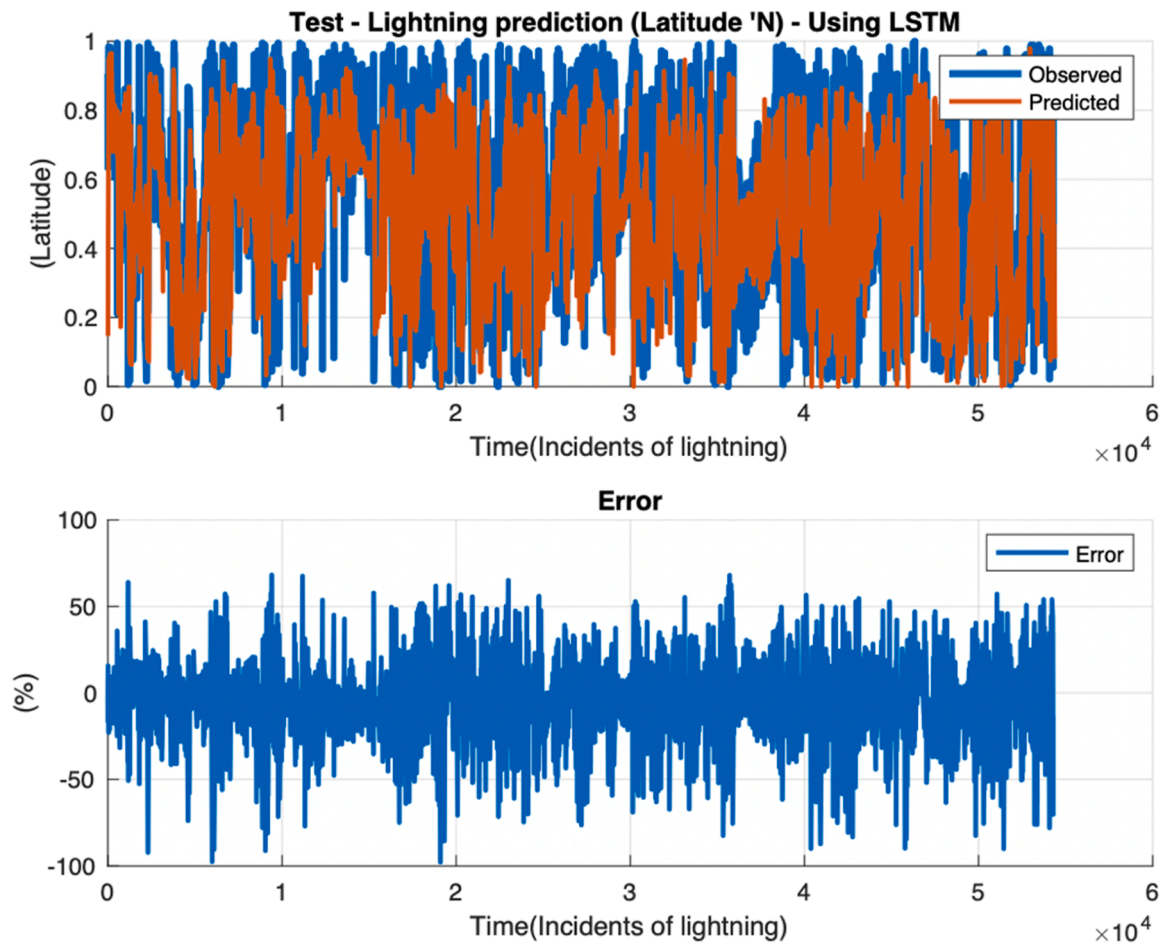 Test - Lightning prediction (Latitude 'N) - Using LSTM
1
0.8
0.6
0.4
0.2
0
(Latitude)
Observed
Predicted
0 1 2 3 4 5 6
Time(Incidents of lightning)
×10^4
Error
100
50
0
-50
-100
(%)
Error
0 1 2 3 4 5 6
Time(Incidents of lightning)
×10^4